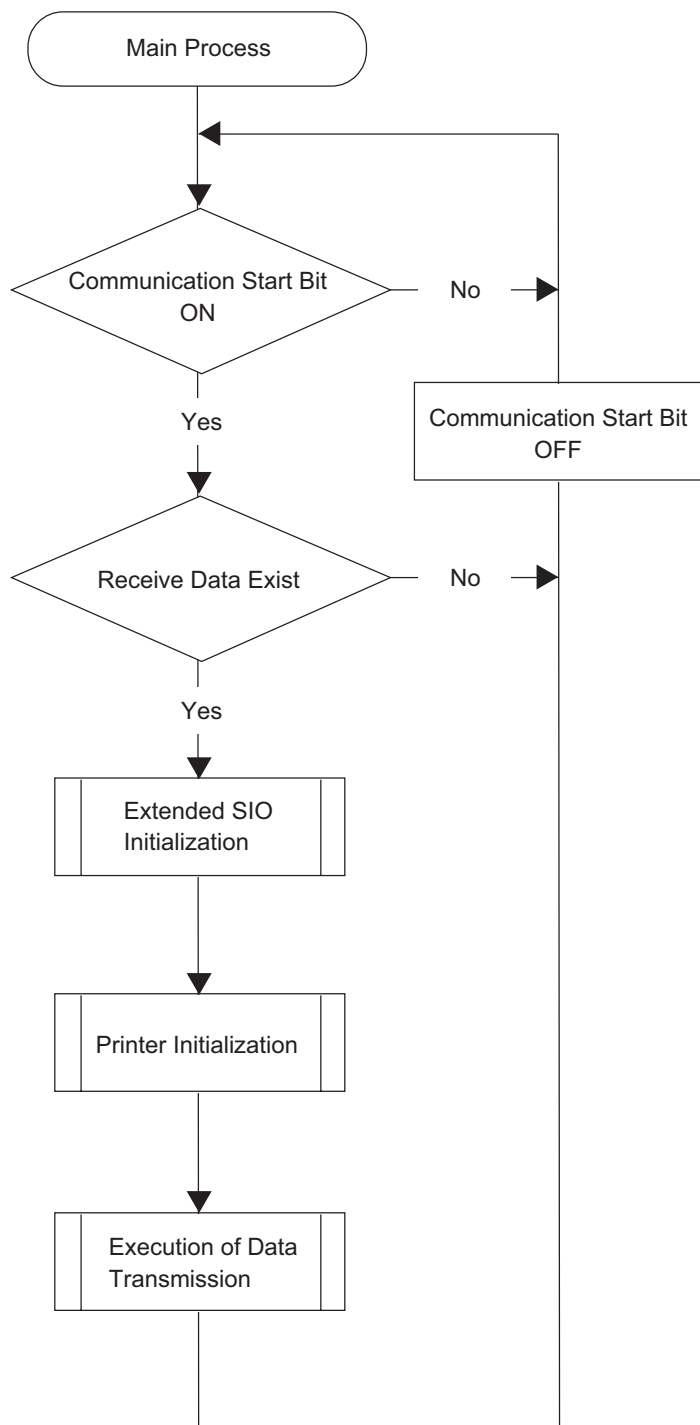 Main Process
Communication Start Bit
ON
No
Communication Start Bit
OFF
Yes
Receive Data Exist
No
Yes
Extended SIO
Initialization
Printer Initialization
Execution of Data
Transmission